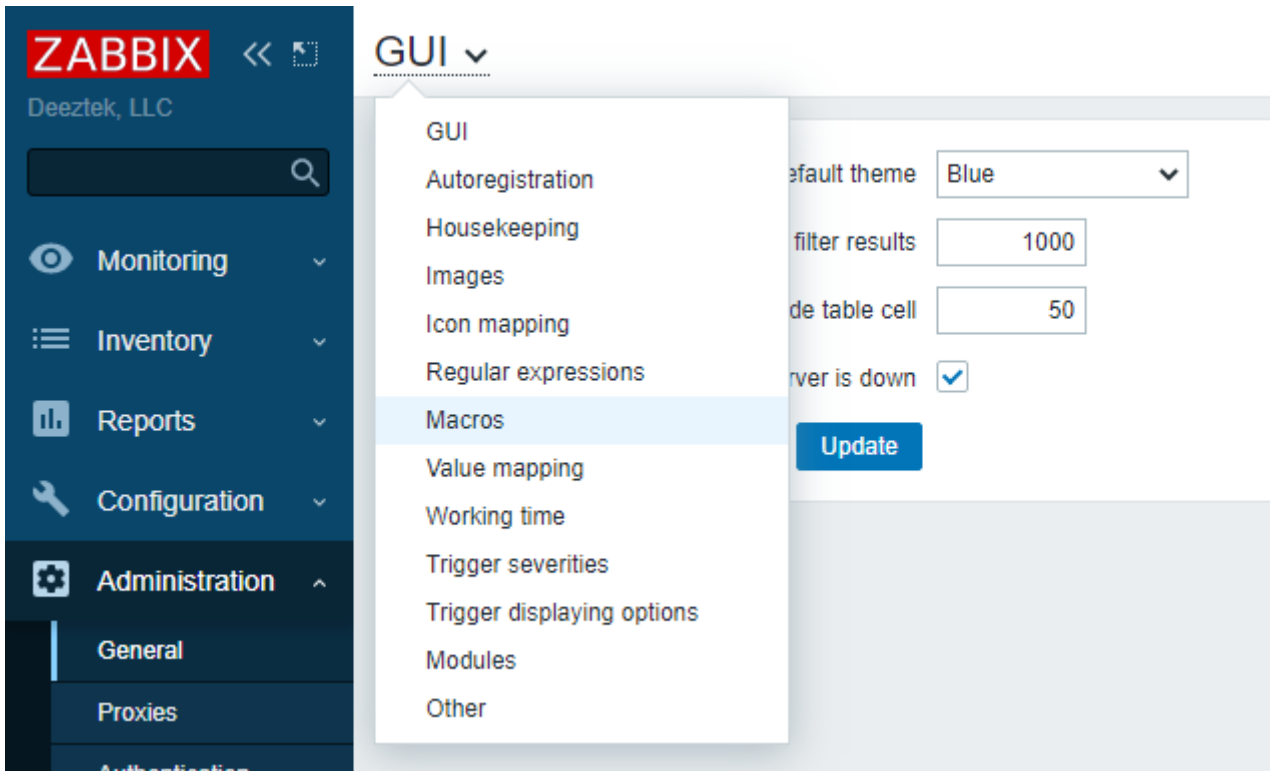 ZABBIX
Deeztek, LLC
Monitoring
Inventory
Reports
Configuration
Administration
General
Proxies
Authentication
GUI
GUI
Autoregistration
Housekeeping
Images
Icon mapping
Regular expressions
Macros
Value mapping
Working time
Trigger severities
Trigger displaying options
Modules
Other
efault theme Blue
filter results 1000
de table cell 50
rver is down
Update